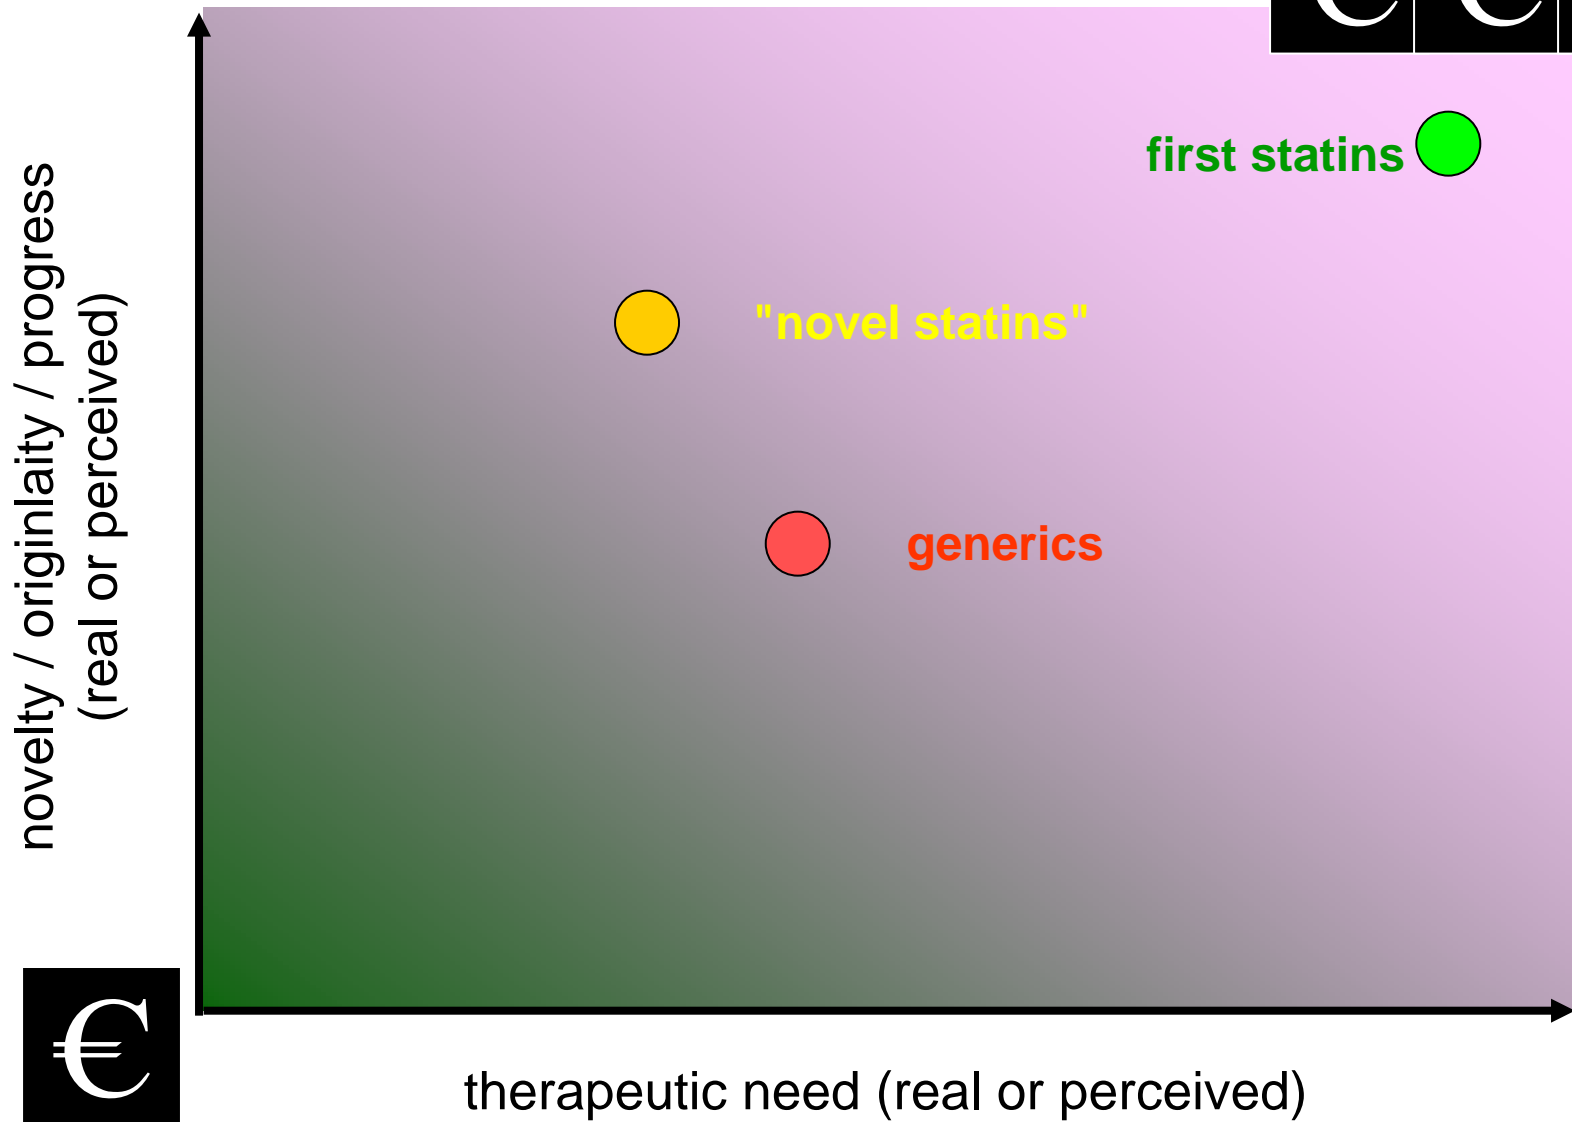 € €
first statins
"novel statins"
generics
novelty / originlaity / progress
(real or perceived)
€
therapeutic need (real or perceived)